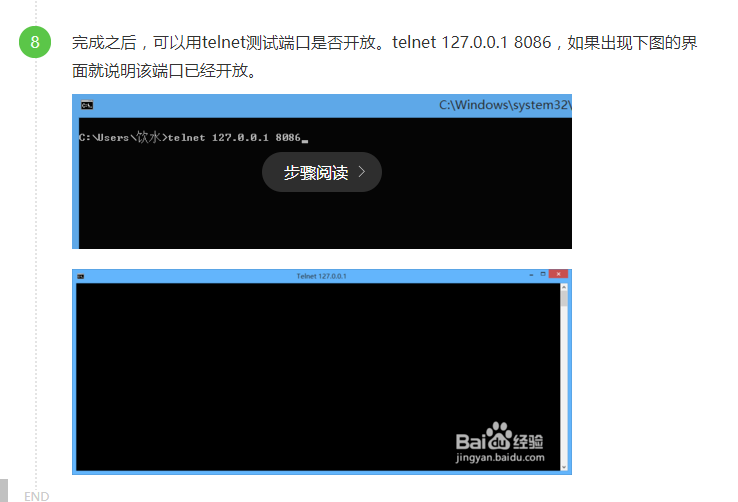 8
完成之后，可以用telnet测试端口是否开放。telnet 127.0.0.1 8086，如果出现下图的界
面就说明该端口已经开放。
C:\Windows\system32\
C:\Users\饮水>telnet 127.0.0.1 8086
步骤阅读
Telnet 127.0.0.1
Baidu经验
jingyan.baidu.com
END